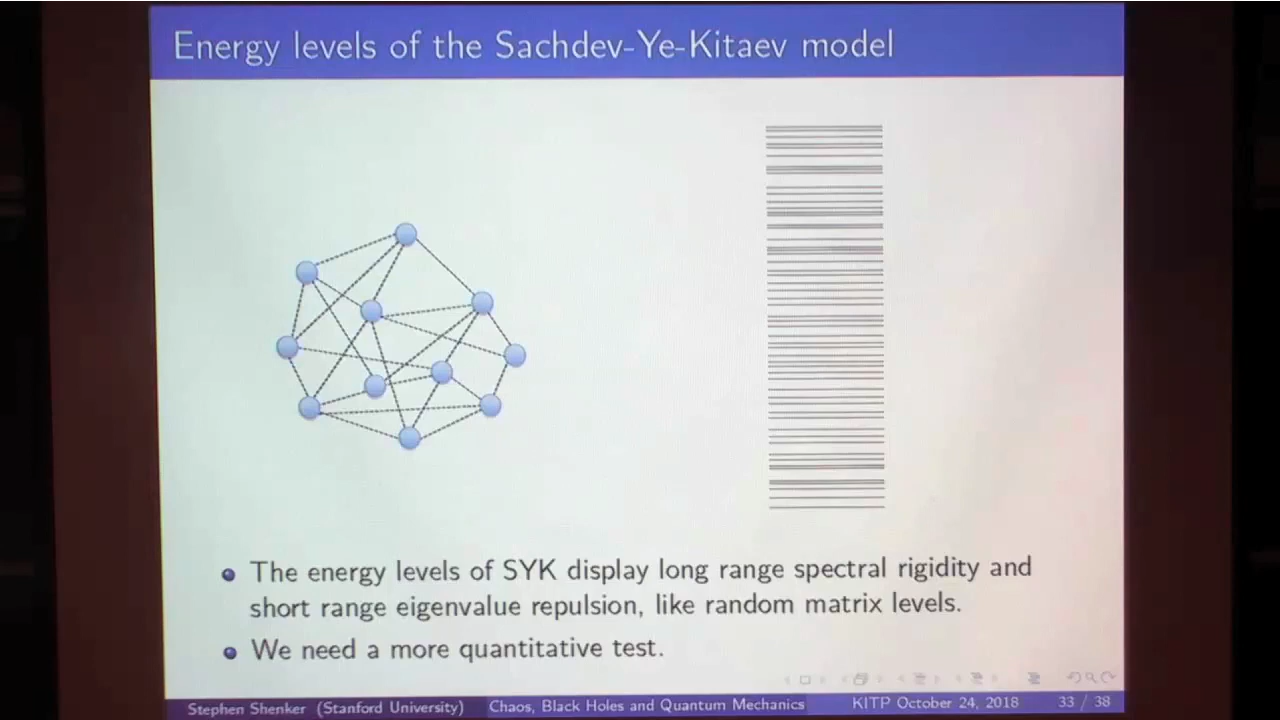 Energy levels of the Sachdev-Ye-Kitaev model
The energy levels of SYK display long range spectral rigidity and
short range eigenvalue repulsion, like random matrix levels.
We need a more quantitative test.
Stephen Shenker (Stanford University) Chaos, Black Holes and Quantum Mechanics KITP October 24, 2018 33 / 38